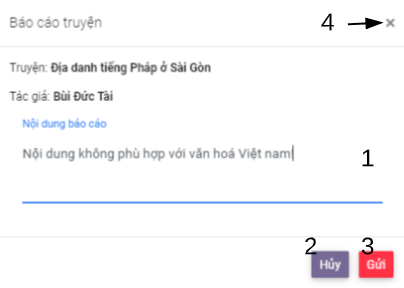 Báo cáo truyện
4
×
Truyện: Địa danh tiếng Pháp ở Sài Gòn
Tác giả: Bùi Đức Tài
Nội dung báo cáo
Nội dung không phù hợp với văn hoá Việt nam
1
2
3
Hủy
Gửi